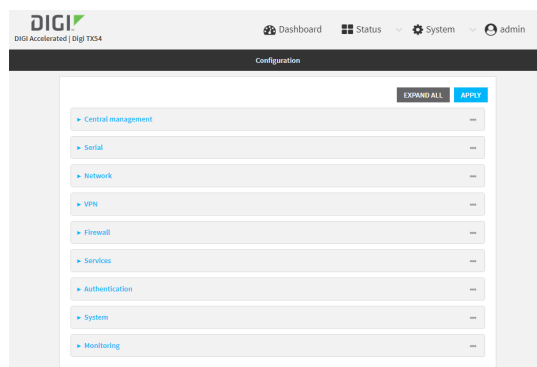 DIGI
DIGI Accelerated | Digi TX54
Dashboard Status System admin
Configuration
EXPAND ALL APPLY
Central management
Serial
Network
VPN
Firewall
Services
Authentication
System
Monitoring